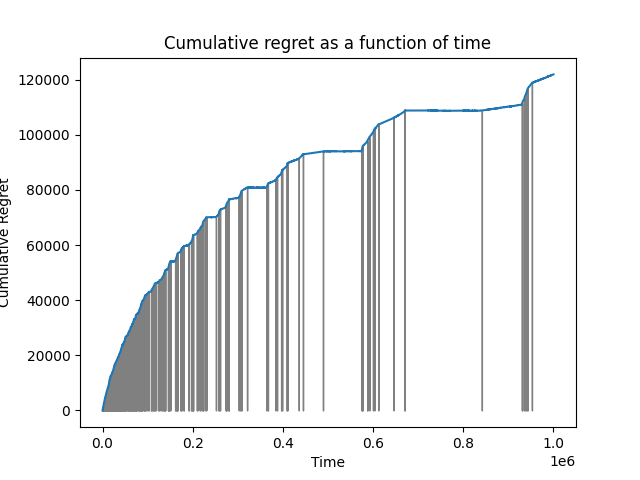 Cumulative regret as a function of time
Cumulative Regret
120000
100000
80000
60000
40000
20000
0
0.0 0.2 0.4 0.6 0.8 1.0
1e6
Time